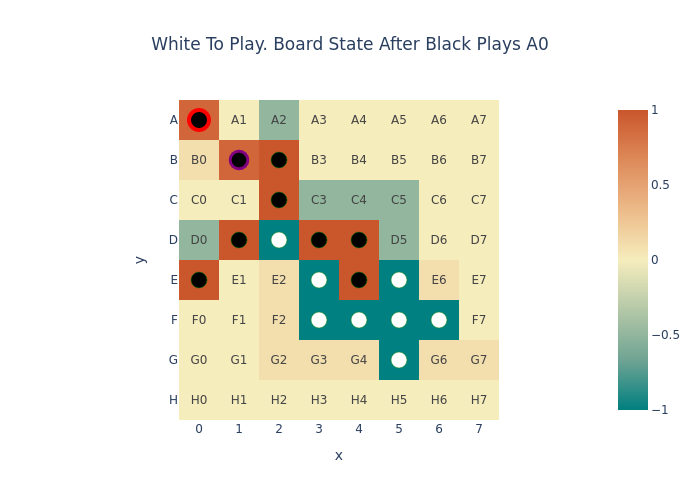 White To Play. Board State After Black Plays A0
A A1 A2 A3 A4 A5 A6 A7 1
B B0 B3 B4 B5 B6 B7 0.5
C C0 C1 C3 C4 C5 C6 C7
D D0 D5 D6 D7
y 0
E E1 E2 E6 E7
F F0 F1 F2 F7 −0.5
G G0 G1 G2 G3 G4 G6 G7
H H0 H1 H2 H3 H4 H5 H6 H7 −1
0 1 2 3 4 5 6 7
x